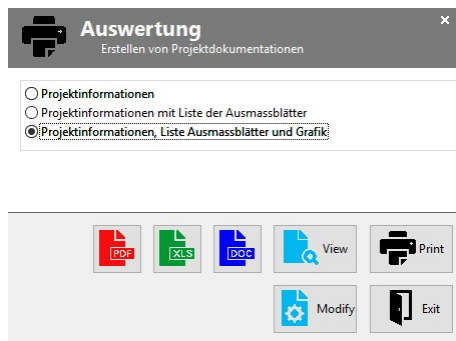 Auswertung
Erstellen von Projektdokumentationen
Projektinformationen
Projektinformationen mit Liste der Ausmassblätter
Projektinformationen, Liste Ausmassblätter und Grafik
PDF XLS DOC View Print
Modify Exit